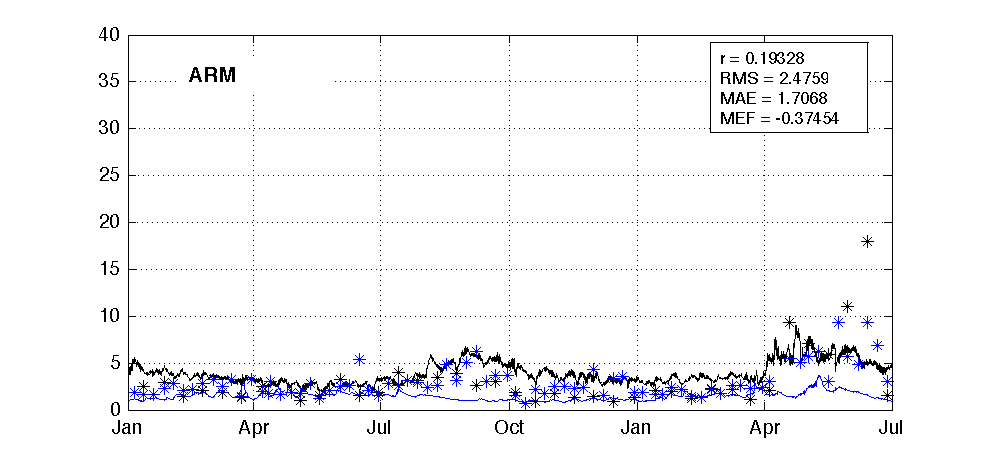 40
35
30
25
20
15
10
5
0
ARM
r = 0.19328
RMS = 2.4759
MAE = 1.7068
MEF = -0.37454
Jan Apr Jul Oct Jan Apr Jul